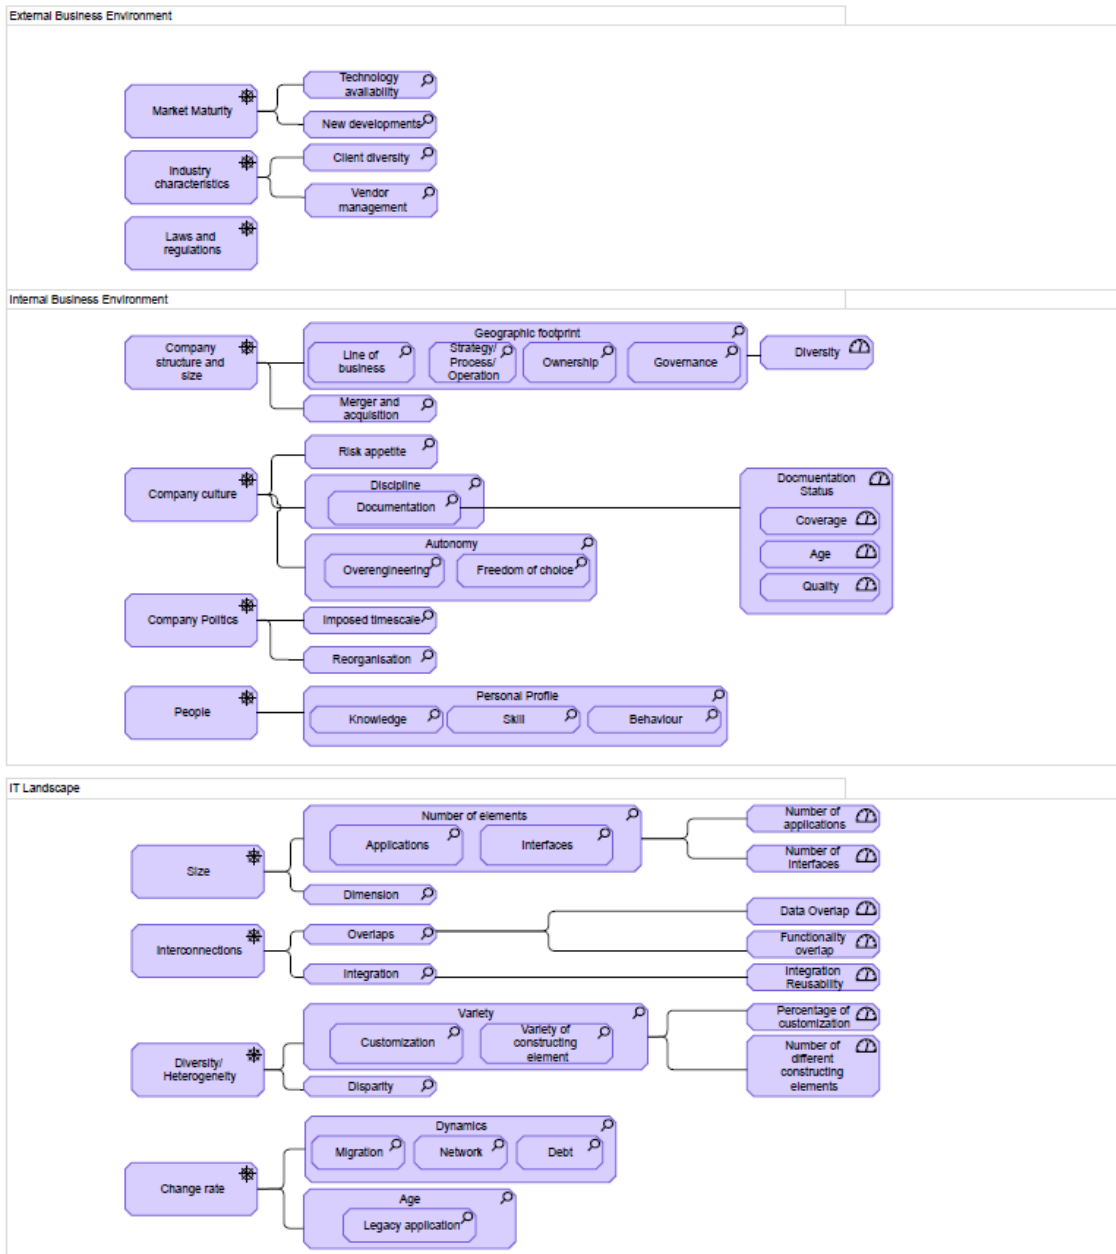 External Business Environment
Technology
availability
Market Maturity
New developments
Client diversity
Industry
characteristics
Vendor
management
Laws and
regulations
Internal Business Environment
Company
structure and
size
Geographic footprint
Line of
business
Strategy/
Process/
Operation
Ownership
Governance
Diversity
Merger and
acquisition
Risk appetite
Company culture
Discipline
Documentation
Docmuentation
Status
Coverage
Age
Quality
Autonomy
Overengineering
Freedom of choice
Company Politics
Imposed timescale
Reorganisation
People
Personal Profile
Knowledge
Skill
Behaviour
IT Landscape
Size
Number of elements
Applications
Interfaces
Number of
applications
Number of
Interfaces
Dimension
Interconnections
Overlaps
Data Overlap
Functionality
overlap
Integration
Integration
Reusability
Diversity/
Heterogeneity
Variety
Customization
Variety of
constructing
element
Percentage of
customization
Number of
different
constructing
elements
Disparity
Change rate
Dynamics
Migration
Network
Debt
Age
Legacy application